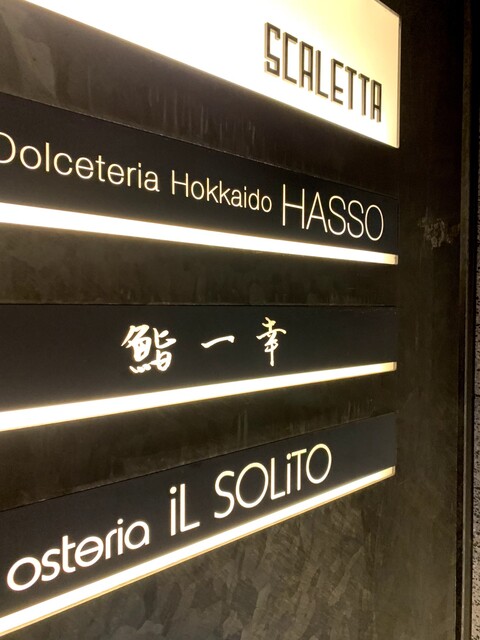 SCALETTA
Dolceteria Hokkaido HASSO
鮨 一 幸
osteria iL SOLiTO